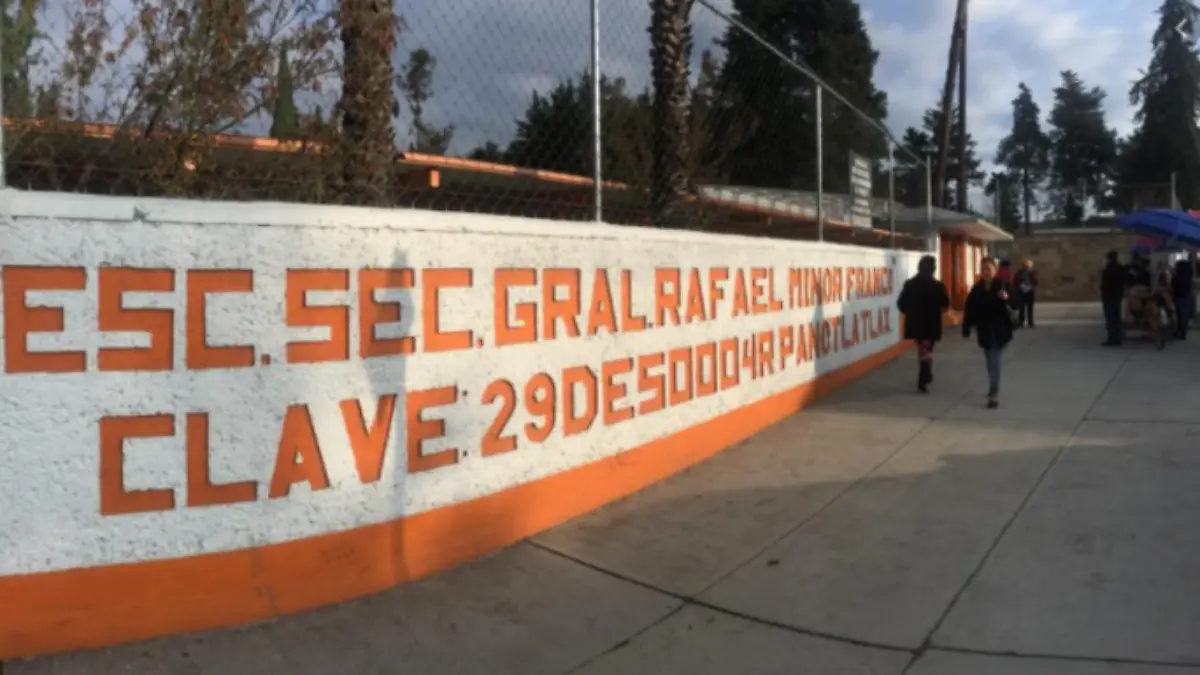 ESC. SEC. GRAL. RAFAEL MINOR FRANCO
CLAVE: 29DES0004R PANOTLA TLAX.